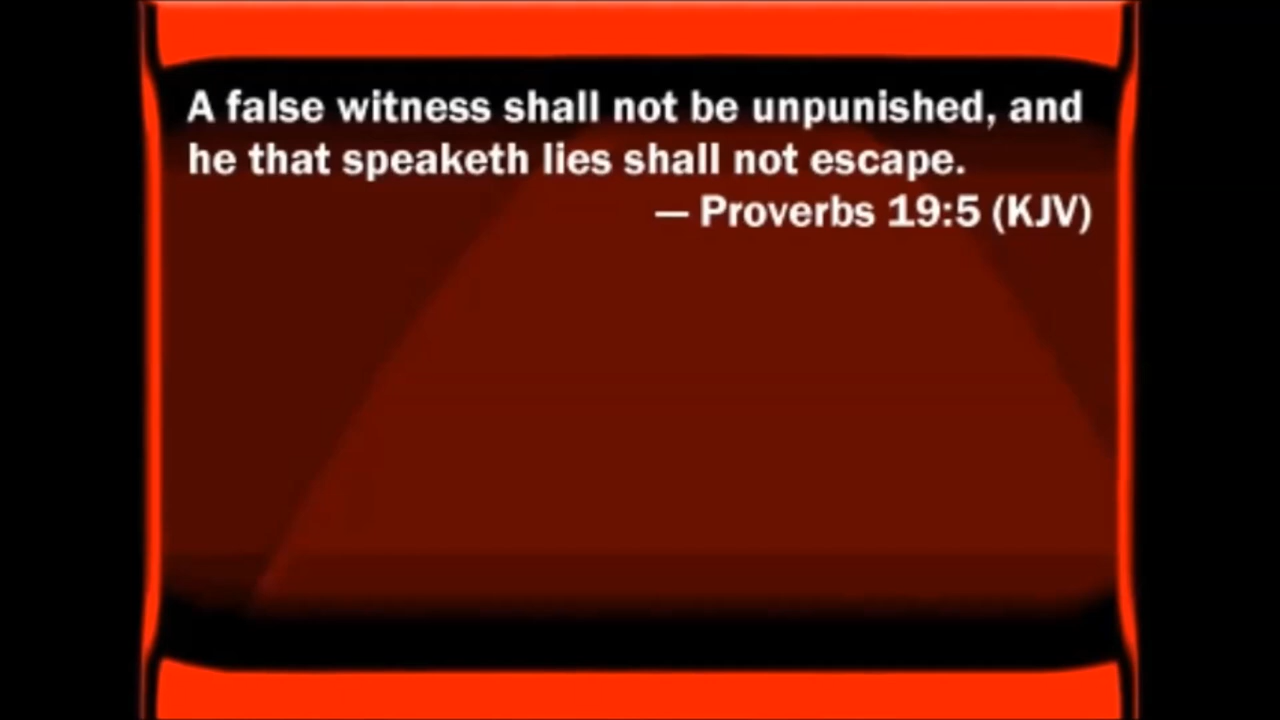 A false witness shall not be unpunished, and
he that speaketh lies shall not escape.
— Proverbs 19:5 (KJV)